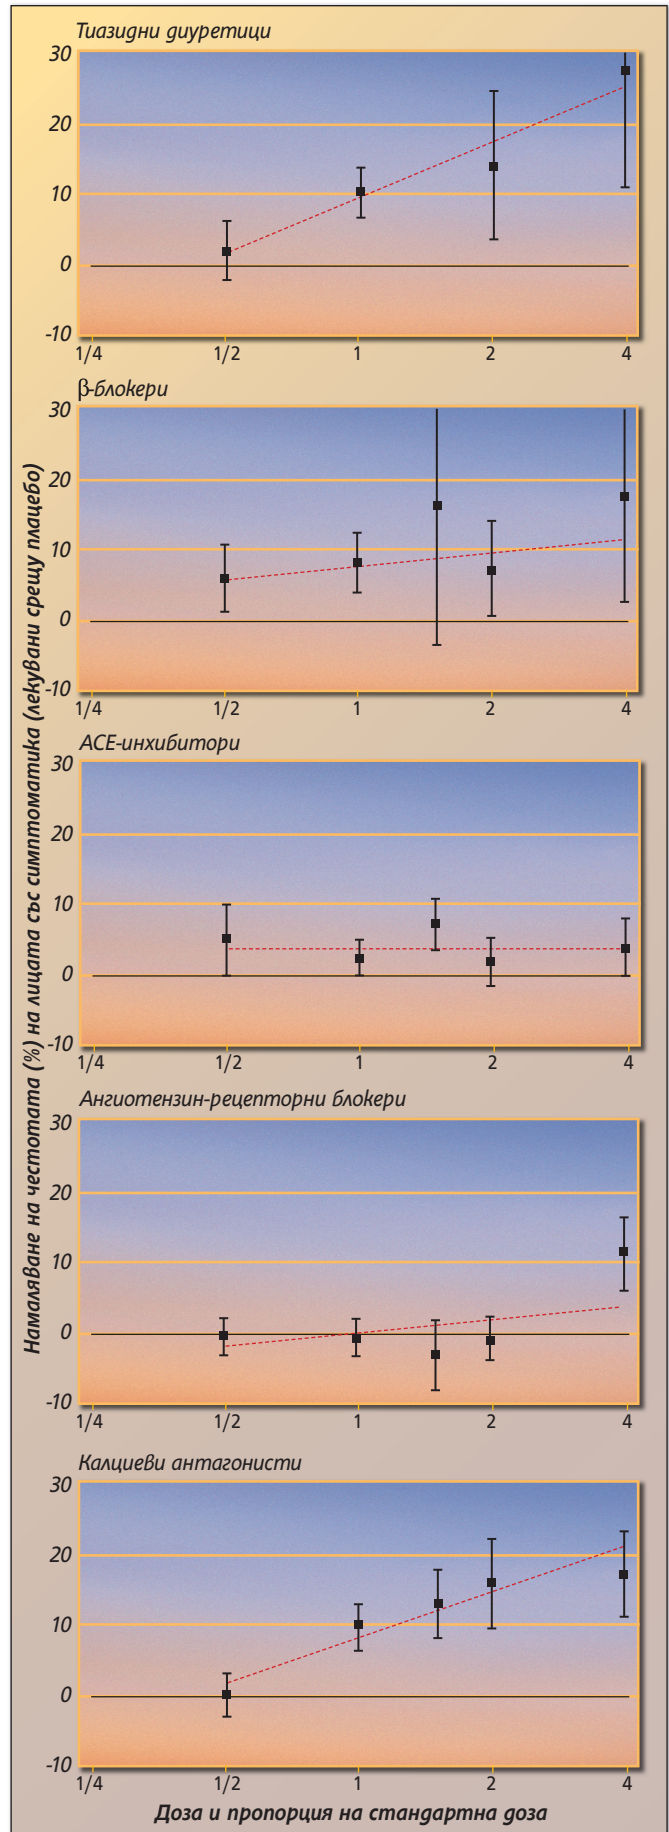 Тиазидни диуретици
30
20
10
0
-10
1/4 1/2 1 2 4
β-блокери
30
20
10
0
-10
1/4 1/2 1 2 4
АСЕ-инхибитори
30
20
10
0
-10
1/4 1/2 1 2 4
Ангиотензин-рецепторни блокери
30
20
10
0
-10
1/4 1/2 1 2 4
Калциеви антагонисти
30
20
10
0
-10
1/4 1/2 1 2 4
Доза и пропорция на стандартна доза
Намаляване на честотата (%) на лицата със симптоматика (лекувани срещу плацебо)